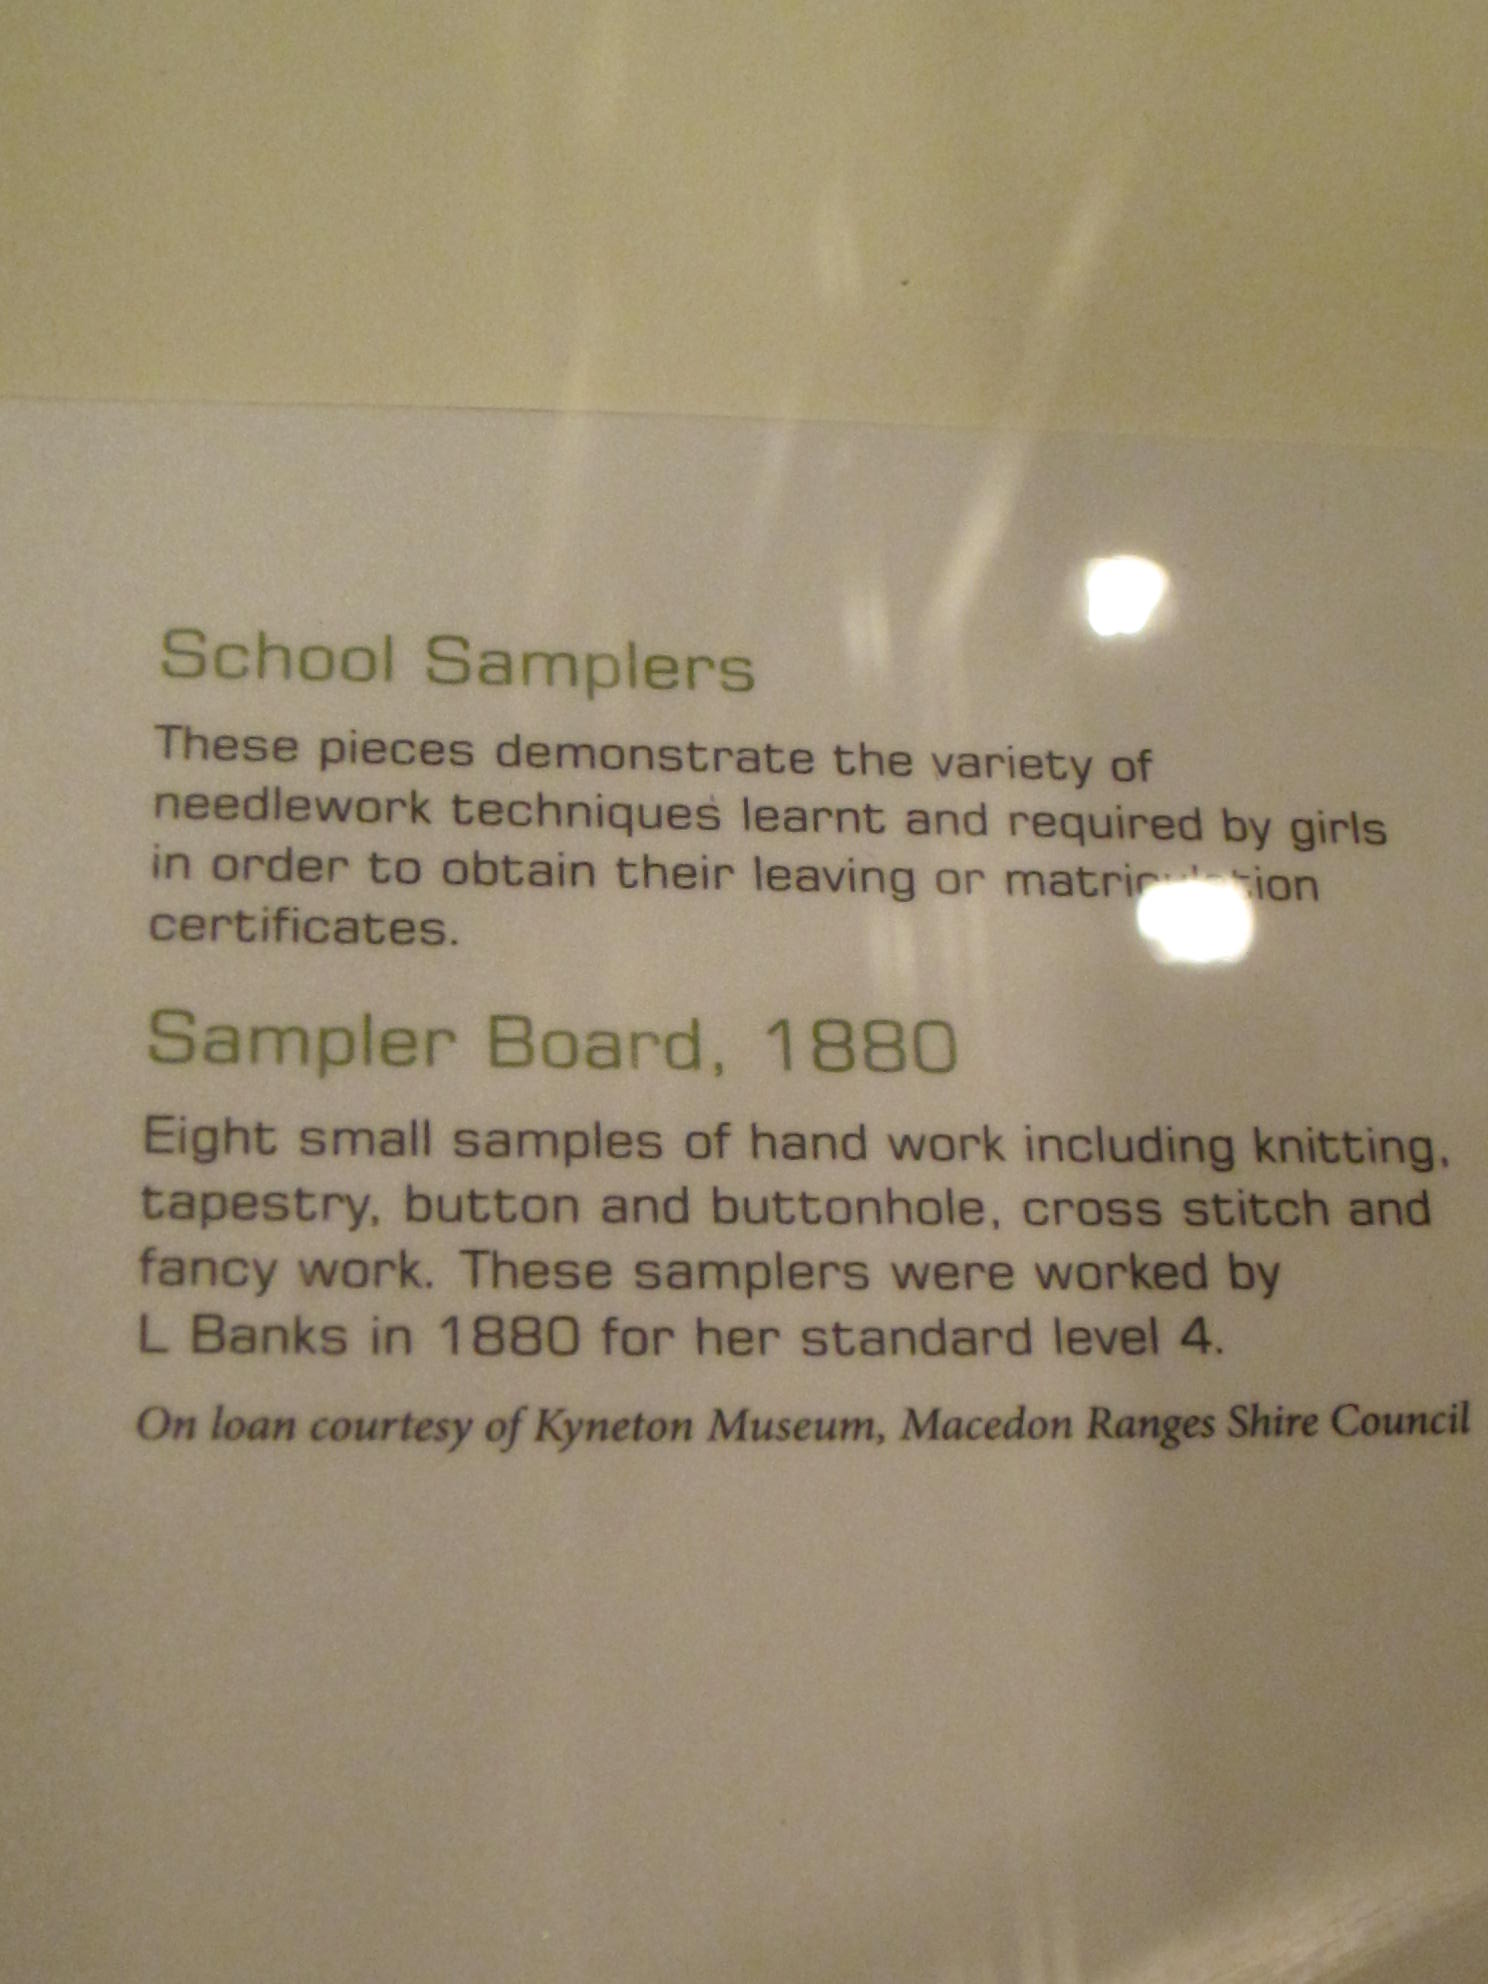 School Samplers
These pieces demonstrate the variety of
needlework techniques learnt and required by girls
in order to obtain their leaving or matriculation
certificates.
Sampler Board, 1880
Eight small samples of hand work including knitting,
tapestry, button and buttonhole, cross stitch and
fancy work. These samplers were worked by
L Banks in 1880 for her standard level 4.
On loan courtesy of Kyneton Museum, Macedon Ranges Shire Council